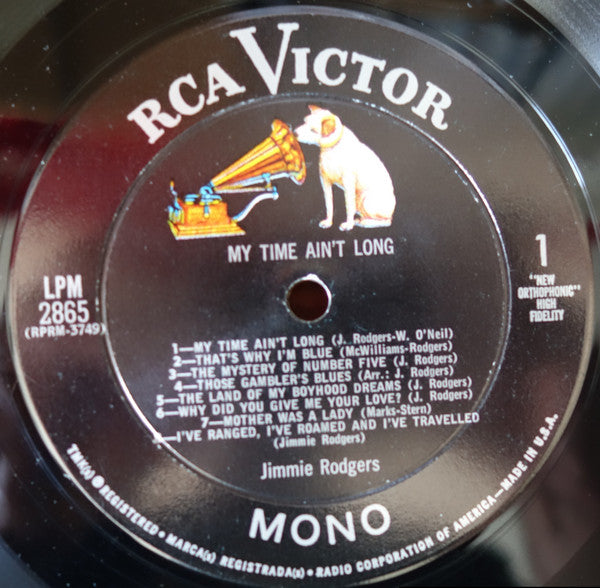 RCA VICTOR
MY TIME AIN'T LONG
LPM
2865
(RPRM-3749)
1
"NEW
ORTHOPHONIC"
HIGH
FIDELITY
1—MY TIME AIN'T LONG (J. Rodgers-W. O'Neil)
2—THAT'S WHY I'M BLUE (McWilliams-Rodgers)
3—THE MYSTERY OF NUMBER FIVE (J. Rodgers)
4—THOSE GAMBLER'S BLUES (Arr.: J. Rodgers)
5—THE LAND OF MY BOYHOOD DREAMS (J. Rodgers)
6—WHY DID YOU GIVE ME YOUR LOVE? (J. Rodgers)
7—MOTHER WAS A LADY (Marks-Stern)
8—I'VE RANGED, I'VE ROAMED AND I'VE TRAVELLED
(Jimmie Rodgers)
Jimmie Rodgers
MONO
TMK(s) ® REGISTERED • MARCA(s) REGISTRADA(s) • RADIO CORPORATION OF AMERICA—MADE IN U.S.A.